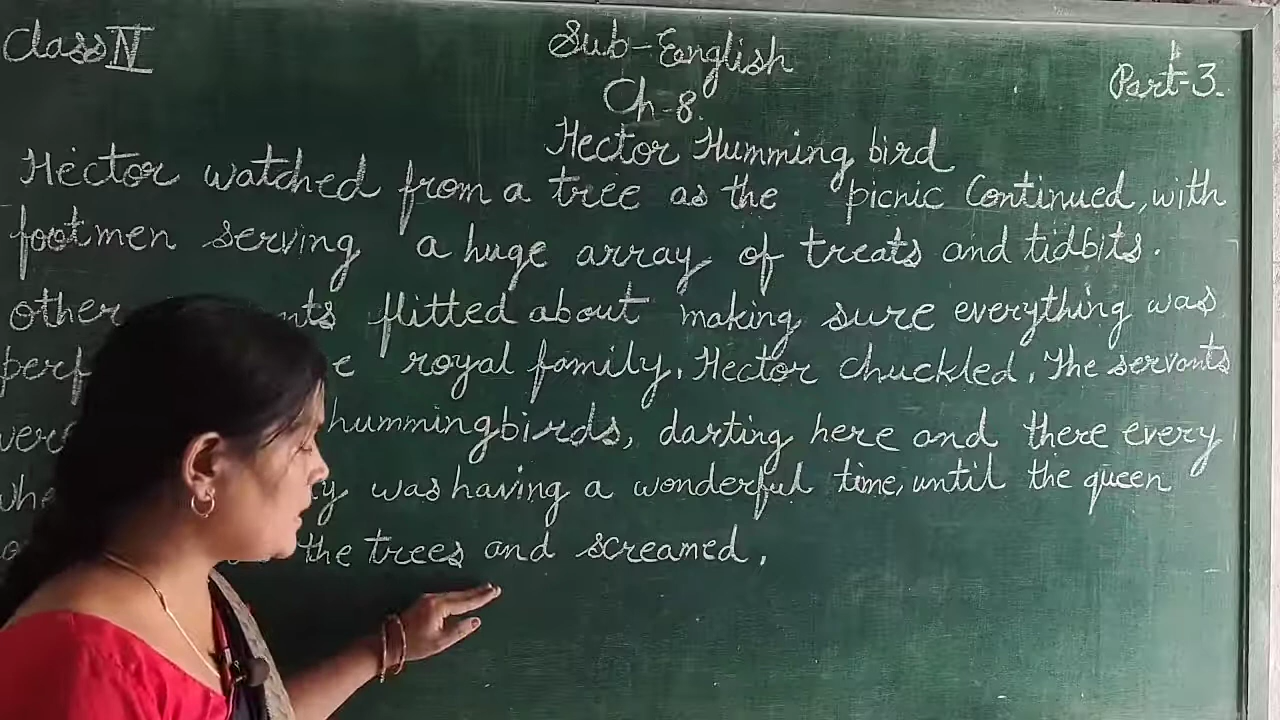 Class IV
Sub-English
Part-3.
Ch-8.
Hector Humming bird
Hector watched from a tree as the picnic Continued, with
footmen serving a huge array of treats and tidbits.
other flitted about making sure everything was
royal family. Hector chuckled. The servants
hummingbirds, darting here and there every
was having a wonderful time, until the queen
the trees and screamed.